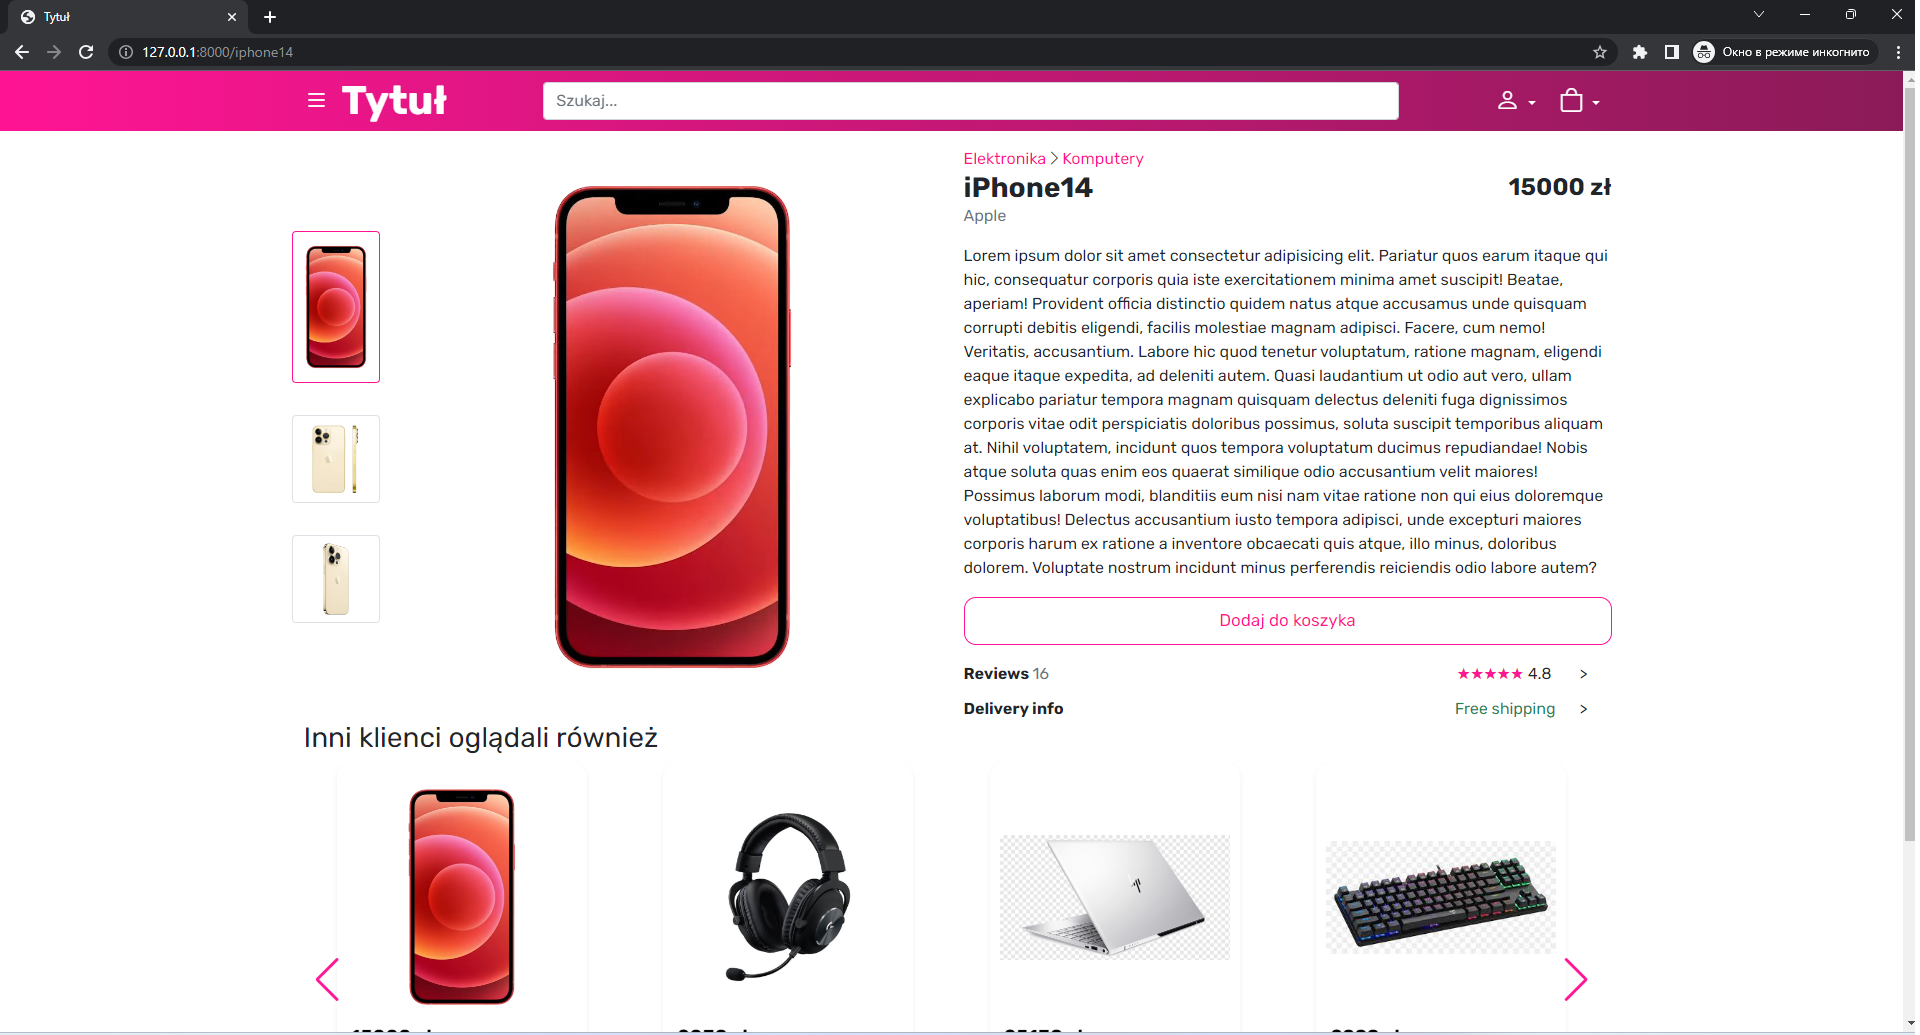 Tytuł
127.0.0.1:8000/iphone14
Окно в режиме инкогнито
Tytuł
Szukaj...
Elektronika > Komputery
iPhone14
15000 zł
Apple
Lorem ipsum dolor sit amet consectetur adipisicing elit. Pariatur quos earum itaque qui
hic, consequatur corporis quia iste exercitationem minima amet suscipit! Beatae,
aperiam! Provident officia distinctio quidem natus atque accusamus unde quisquam
corrupti debitis eligendi, facilis molestiae magnam adipisci. Facere, cum nemo!
Veritatis, accusantium. Labore hic quod tenetur voluptatum, ratione magnam, eligendi
eaque itaque expedita, ad deleniti autem. Quasi laudantium ut odio aut vero, ullam
explicabo pariatur tempora magnam quisquam delectus deleniti fuga dignissimos
corporis vitae odit perspiciatis doloribus possimus, soluta suscipit temporibus aliquam
at. Nihil voluptatem, incidunt quos tempora voluptatum ducimus repudiandae! Nobis
atque soluta quas enim eos quaerat similique odio accusantium velit maiores!
Possimus laborum modi, blanditiis eum nisi nam vitae ratione non qui eius doloremque
voluptatibus! Delectus accusantium iusto tempora adipisci, unde excepturi maiores
corporis harum ex ratione a inventore obcaecati quis atque, illo minus, doloribus
dolorem. Voluptate nostrum incidunt minus perferendis reiciendis odio labore autem?
Dodaj do koszyka
Reviews 16
★★★★★ 4.8 >
Delivery info
Free shipping >
Inni klienci oglądali również